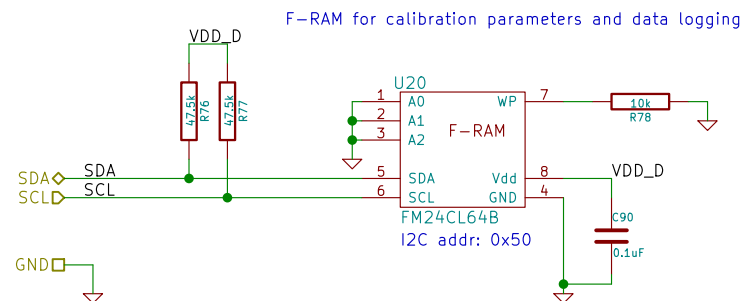 F-RAM for calibration parameters and data logging
VDD_D
47.5k
R76
47.5k
R77
U20
1 A0 WP 7
2 A1
3 A2
F-RAM
10k
R78
SDA SDA 5 SDA Vdd 8 VDD_D
SCL SCL 6 SCL GND 4
FM24CL64B
I2C addr: 0x50
C90
0.1uF
GND